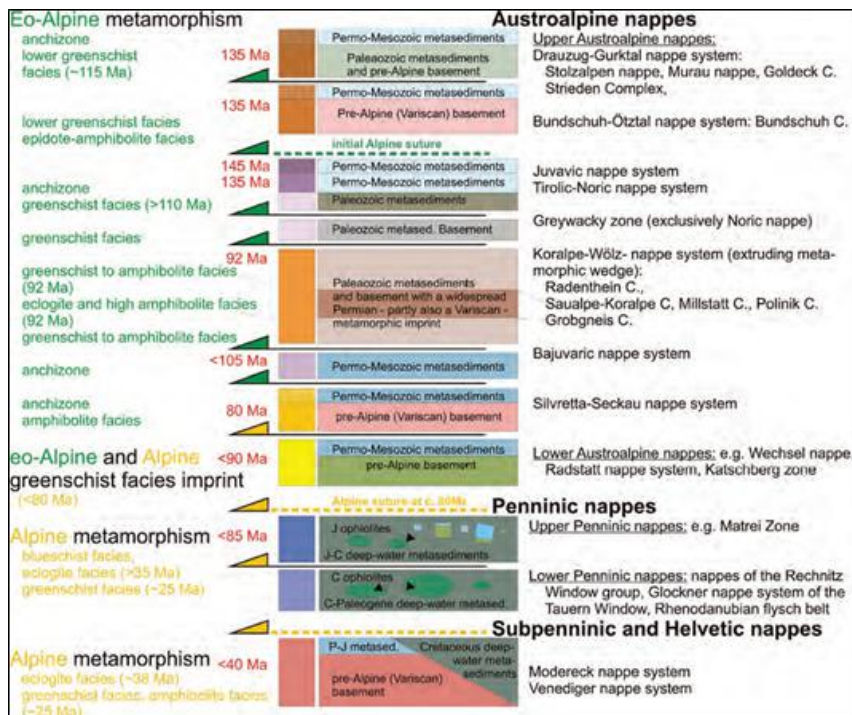 Eo-Alpine metamorphism
Austroalpine nappes
anchizone
lower greenschist
facies (~115 Ma)
135 Ma
Permo-Mesozoic metasediments
Paleaozoic metasediments
and pre-Alpine basement
Upper Austroalpine nappes:
Drauzug-Gurktal nappe system:
Stolzalpen nappe, Murau nappe, Goldeck C.
Strieden Complex,
135 Ma
lower greenschist facies
epidote-amphibolite facies
Permo-Mesozoic metasediments
Pre-Alpine (Variscan) basement
Bundschuh-Ötztal nappe system: Bundschuh C.
initial Alpine suture
145 Ma
135 Ma
anchizone
greenschist facies (>110 Ma)
Permo-Mesozoic metasediments
Permo-Mesozoic metasediments
Paleozoic metasediments
Juvavic nappe system
Tirolic-Noric nappe system
greenschist facies
Paleozoic metased. Basement
Greywacky zone (exclusively Noric nappe)
92 Ma
greenschist to amphibolite facies
(92 Ma)
eclogite and high amphibolite facies
(92 Ma)
greenschist to amphibolite facies
Paleaozoic metasediments
and basement with a widespread
Permian - partly also a Variscan -
metamorphic imprint
Koralpe-Wölz- nappe system (extruding meta-
morphic wedge):
Radenthein C.,
Saualpe-Koralpe C, Millstatt C., Polinik C.
Grobgneis C.
<105 Ma
anchizone
Permo-Mesozoic metasediments
Bajuvaric nappe system
anchizone
amphibolite facies
80 Ma
Permo-Mesozoic metasediments
pre-Alpine (Variscan) basement
Silvretta-Seckau nappe system
eo-Alpine and Alpine
greenschist facies imprint
(<80 Ma)
<90 Ma
Permo-Mesozoic metasediments
pre-Alpine basement
Lower Austroalpine nappes: e.g. Wechsel nappe
Radstatt nappe system, Katschberg zone
Alpine suture at c. 80Ma
Penninic nappes
Alpine metamorphism
blueschist facies,
ecloglte facies (>35 Ma)
greenschist facies (~25 Ma)
<85 Ma
J ophiolites
J-C deep-water metasediments
Upper Penninic nappes: e.g. Matrei Zone
C ophiolites
C-Paleogene deep-water metased.
Lower Penninic nappes: nappes of the Rechnitz
Window group, Glockner nappe system of the
Tauern Window, Rhenodanubian flysch belt
Subpenninic and Helvetic nappes
Alpine metamorphism
eclogite facies (~38 Ma)
greenschist facies, amphibolite facies
(~25 Ma)
<40 Ma
P-J metased.
Cretaceous deep-
water meta-
sediments
pre-Alpine (Variscan)
basement
Modereck nappe system
Venediger nappe system